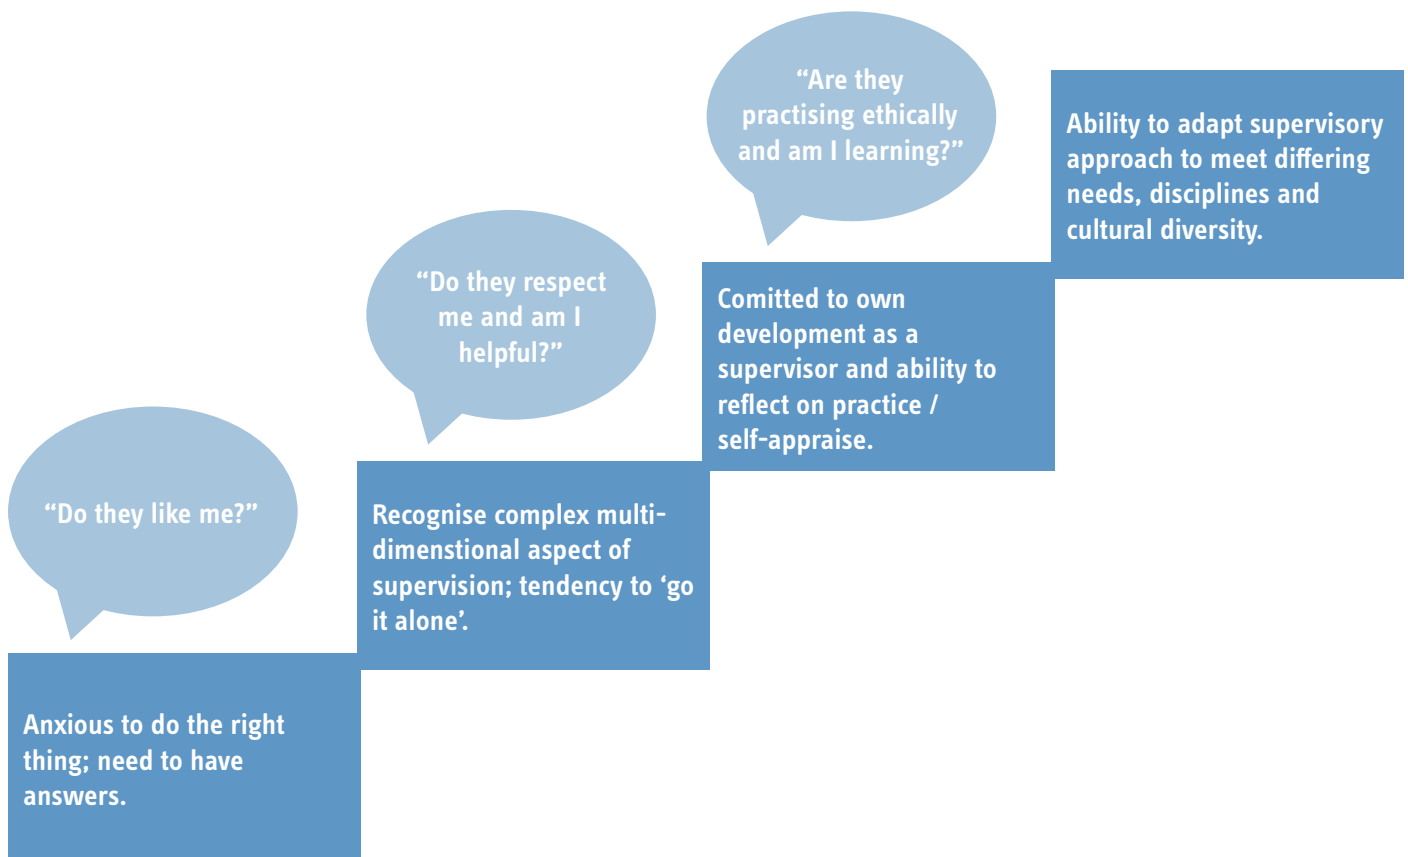 “Do they like me?”
Anxious to do the right
thing; need to have
answers.
“Do they respect
me and am I
helpful?”
Recognise complex multi-
dimenstional aspect of
supervision; tendency to ‘go
it alone’.
“Are they
practising ethically
and am I learning?”
Comitted to own
development as a
supervisor and ability to
reflect on practice /
self-appraise.
Ability to adapt supervisory
approach to meet differing
needs, disciplines and
cultural diversity.